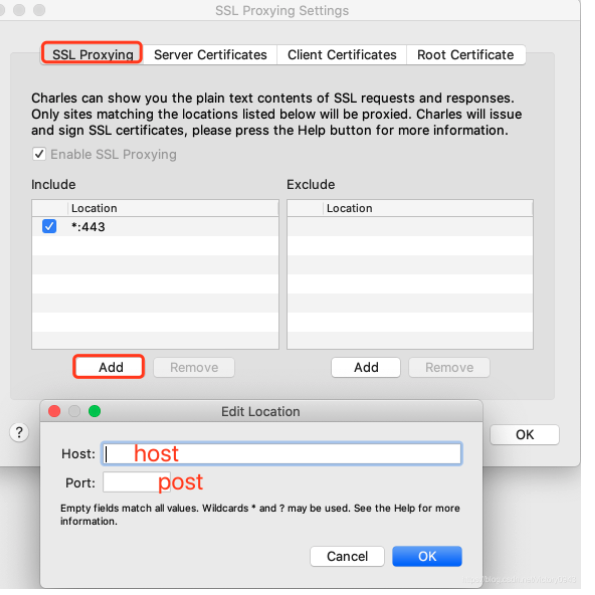 SSL Proxying Settings
SSL Proxying Server Certificates Client Certificates Root Certificate
Charles can show you the plain text contents of SSL requests and responses.
Only sites matching the locations listed below will be proxied. Charles will issue
and sign SSL certificates, please press the Help button for more information.
Enable SSL Proxying
Include Exclude
Location Location
*:443
Add Remove Add Remove
Edit Location
? OK
Host: host
Port: post
Empty fields match all values. Wildcards * and ? may be used. See the Help for more
information.
Cancel OK